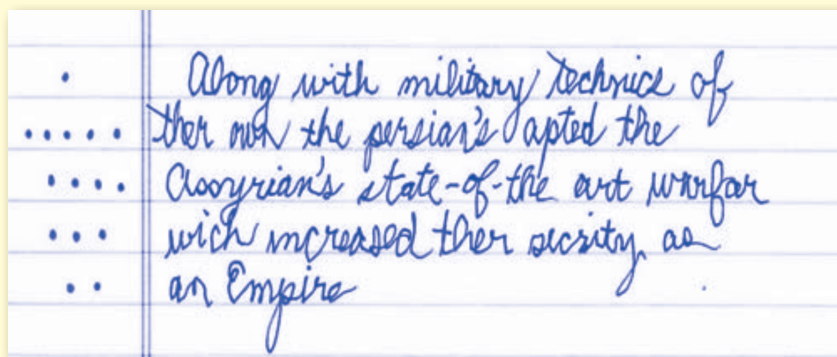 Along with military technics of
ther own the persian's apted the
Assyrian's state-of-the art warfar
wich increased ther secrity as
an Empire